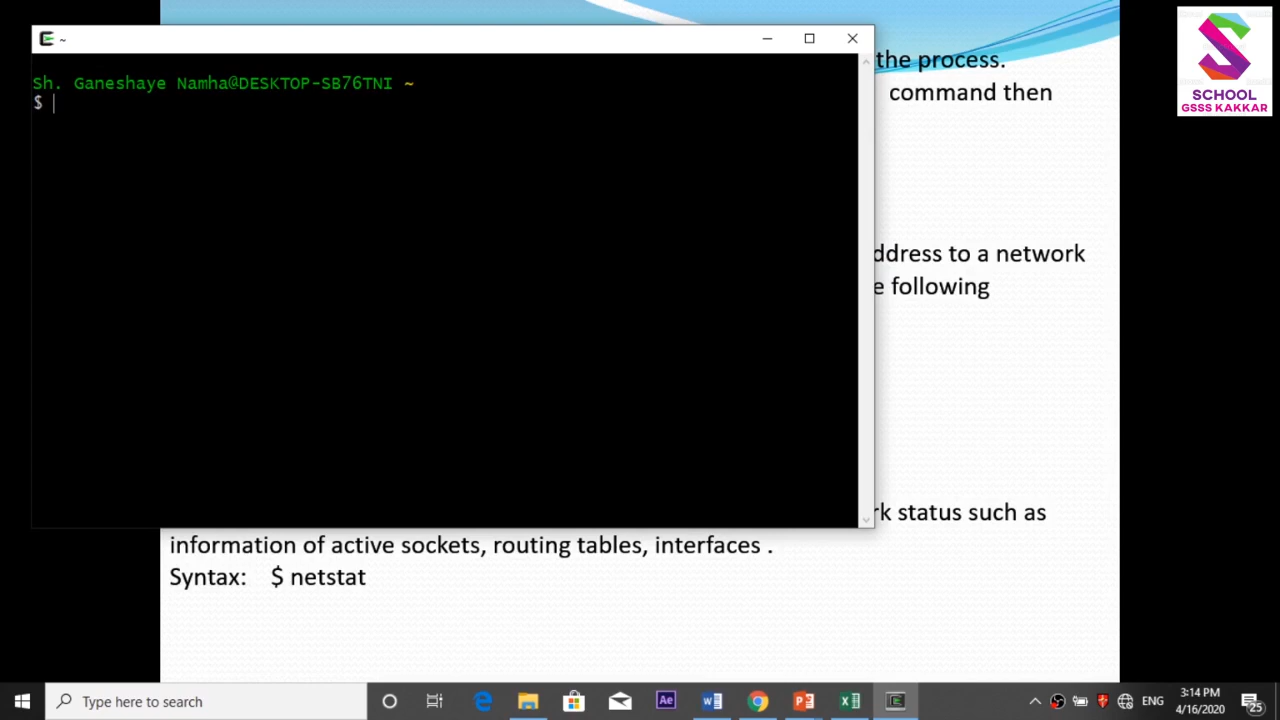 ~
Sh. Ganeshaye Namha@DESKTOP-SB76TNI ~
$
the process.
command then
ddress to a network
e following
rk status such as
information of active sockets, routing tables, interfaces .
Syntax: $ netstat
SCHOOL
GSSS KAKKAR
Type here to search
Ae
ENG
3:14 PM
4/16/2020
25